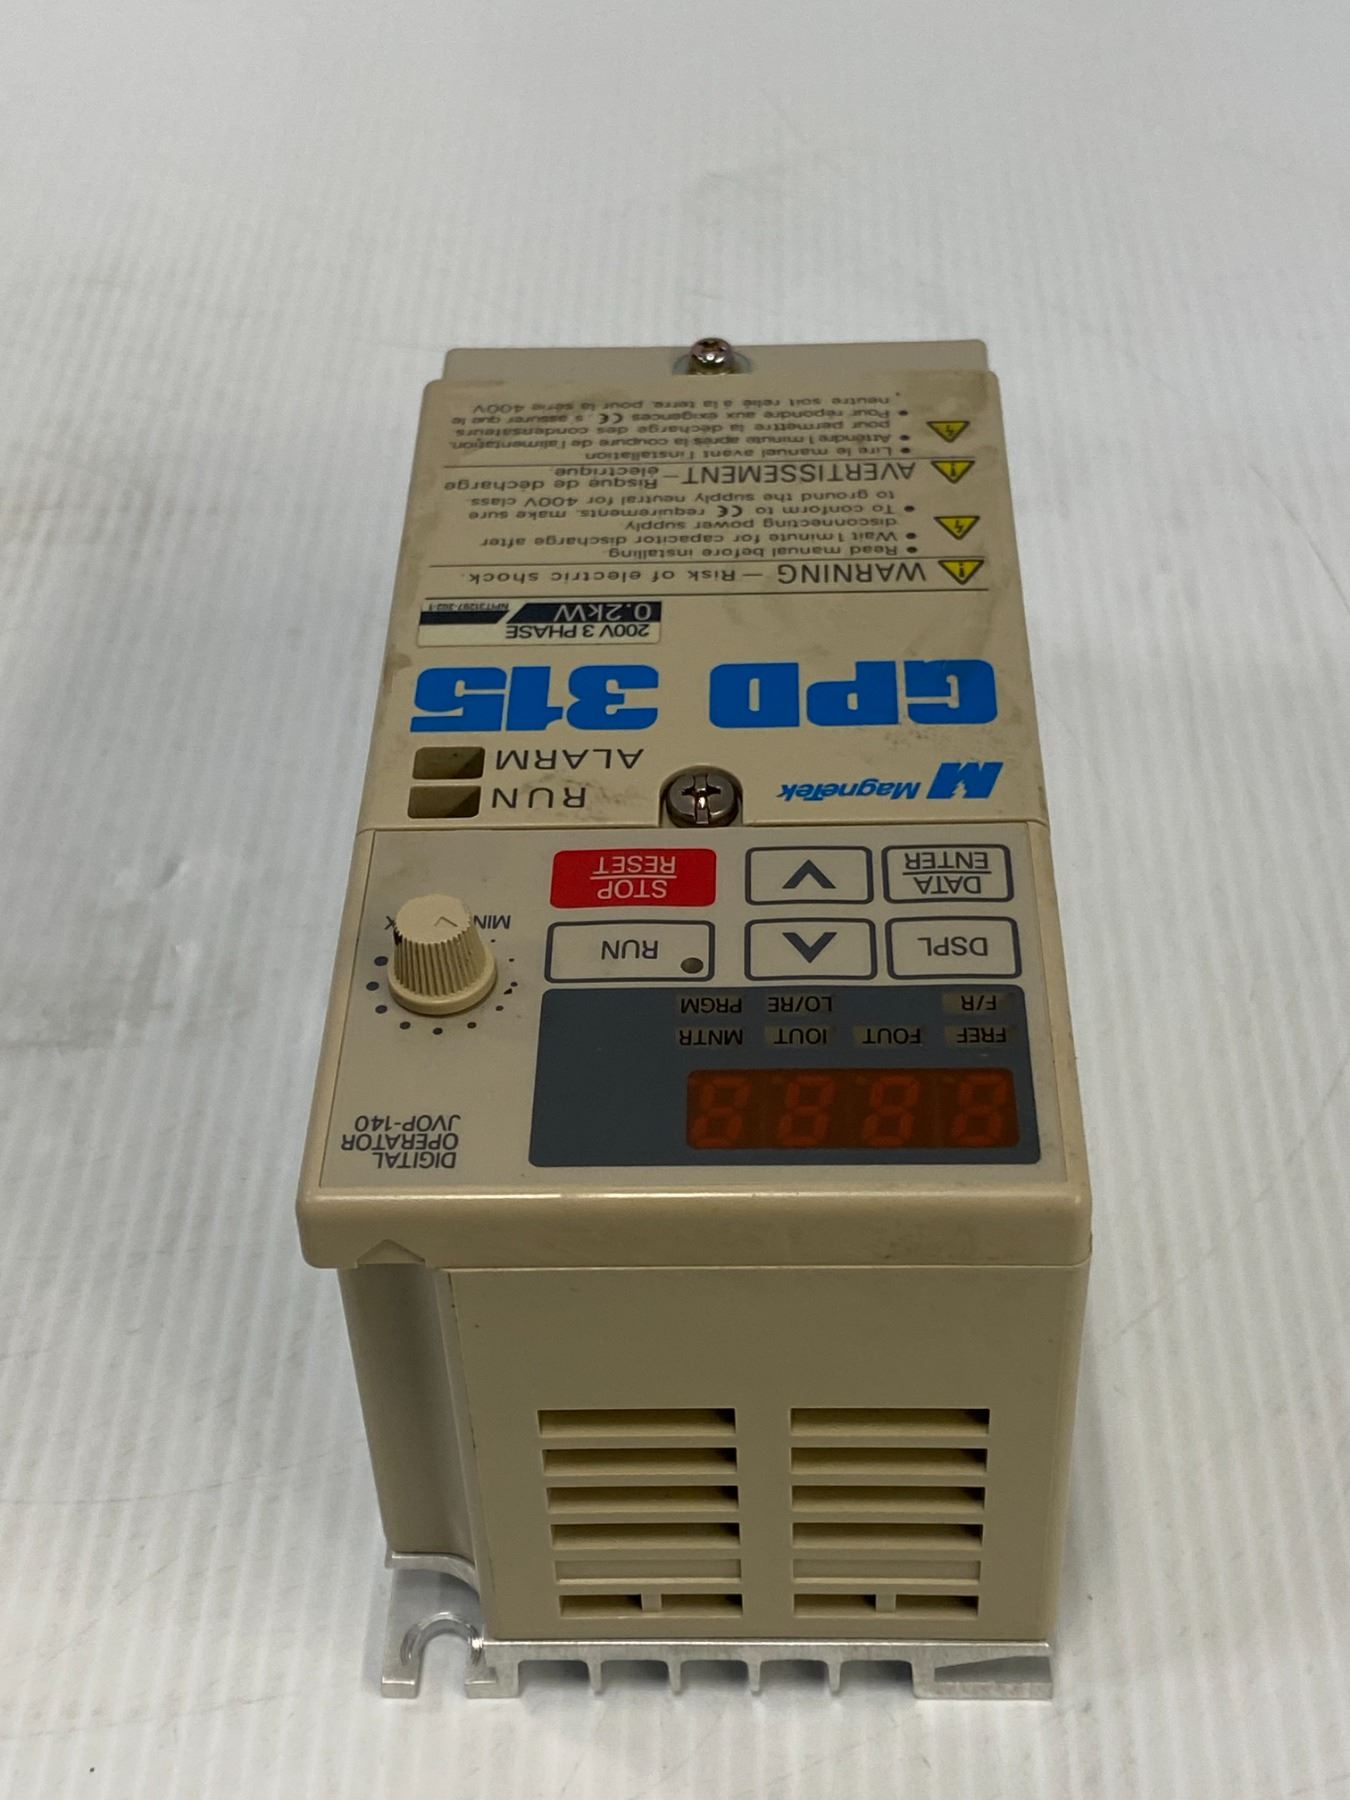 DIGITAL
OPERATOR
JVOP-140
FREF FOUT IOUT MNTR
F/R LO/RE PRGM
DSPL
RUN
MIN
DATA
ENTER
STOP
RESET
MagneTek
RUN
ALARM
GPD 315
200V 3 PHASE
0.2kW
WARNING – Risk of electric shock.
• Read manual before installing.
• Wait 1 minute for capacitor discharge after
disconnecting power supply.
• To conform to CE requirements, make sure
to ground the supply neutral for 400V class.
AVERTISSEMENT – Risque de décharge
électrique.
• Lire le manuel avant l'installation.
• Attendre 1 minute après la coupure de l'alimentation,
pour permettre la décharge des condensateurs.
• Pour répondre aux exigences CE, s'assurer que le
neutre soit relié à la terre, pour la série 400V